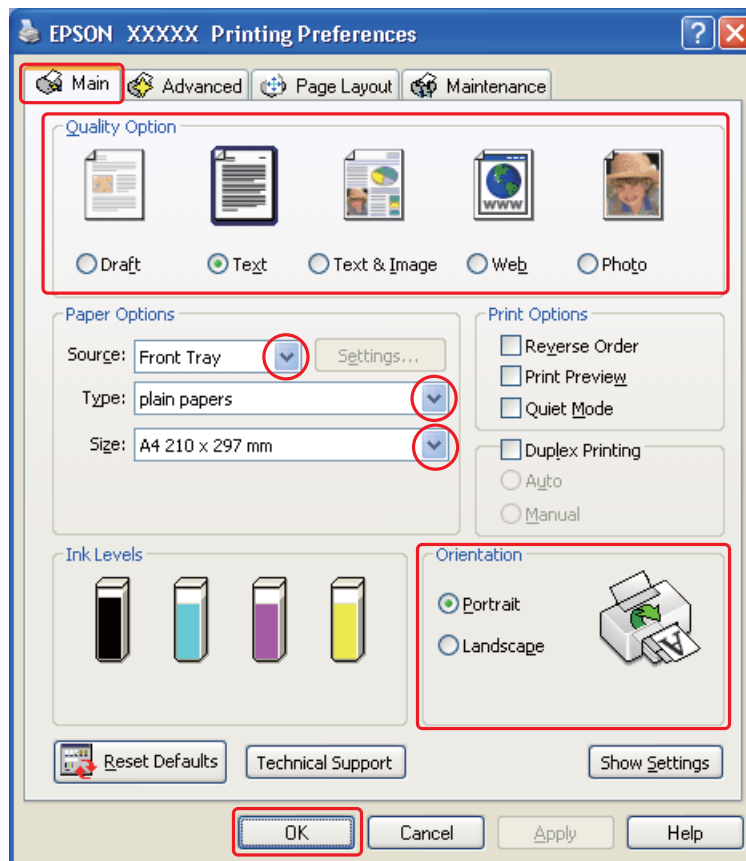 EPSON XXXXX Printing Preferences
Main
Advanced
Page Layout
Maintenance
Quality Option
www
Draft
Text
Text & Image
Web
Photo
Paper Options
Source:
Front Tray
Settings...
Type:
plain papers
Size:
A4 210 x 297 mm
Print Options
Reverse Order
Print Preview
Quiet Mode
Duplex Printing
Auto
Manual
Ink Levels
Orientation
Portrait
Landscape
A
Reset Defaults
Technical Support
Show Settings
OK
Cancel
Apply
Help